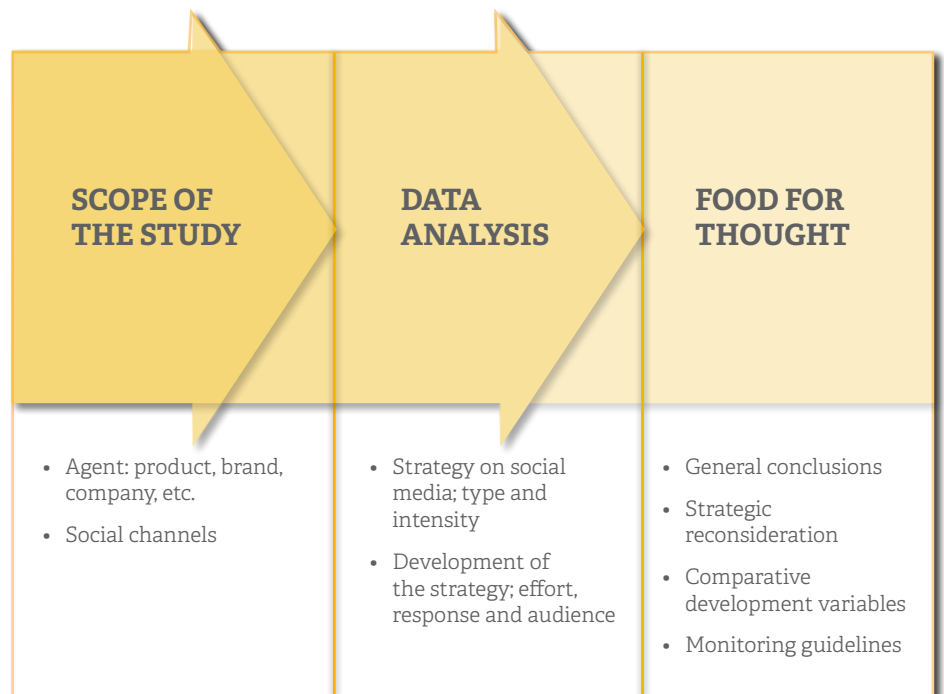 SCOPE OF
THE STUDY
• Agent: product, brand,
company, etc.
• Social channels
DATA
ANALYSIS
• Strategy on social
media; type and
intensity
• Development of
the strategy; effort,
response and audience
FOOD FOR
THOUGHT
• General conclusions
• Strategic
reconsideration
• Comparative
development variables
• Monitoring guidelines